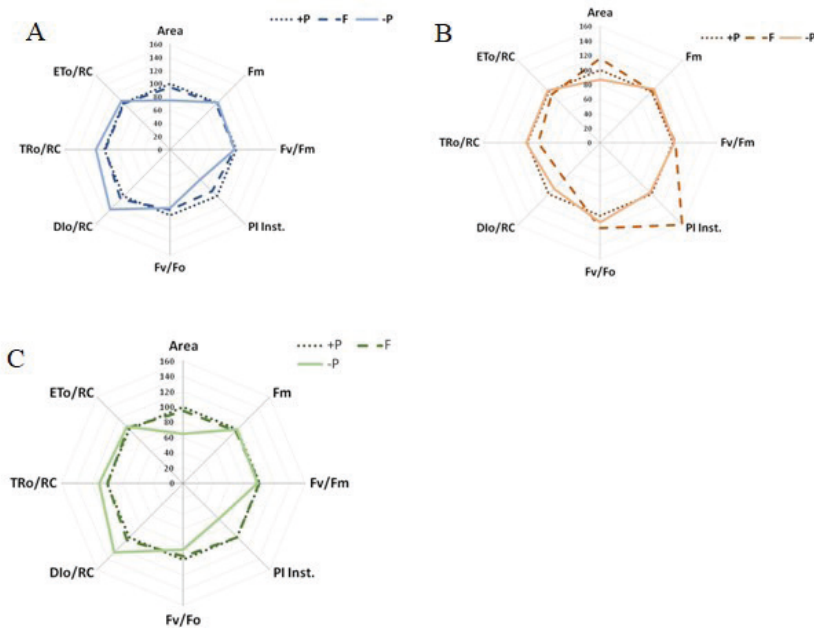 A
+P -F -P
Area
160
140
120
100
80
60
40
20
0
Fm
Fv/Fm
PI Inst.
Fv/Fo
DIo/RC
TRo/RC
ETo/RC
B
+P -F -P
Area
160
140
120
100
80
60
40
20
0
Fm
Fv/Fm
PI Inst.
Fv/Fo
DIo/RC
TRo/RC
ETo/RC
C
+P -F
-P
Area
160
140
120
100
80
60
40
20
0
Fm
Fv/Fm
PI Inst.
Fv/Fo
DIo/RC
TRo/RC
ETo/RC